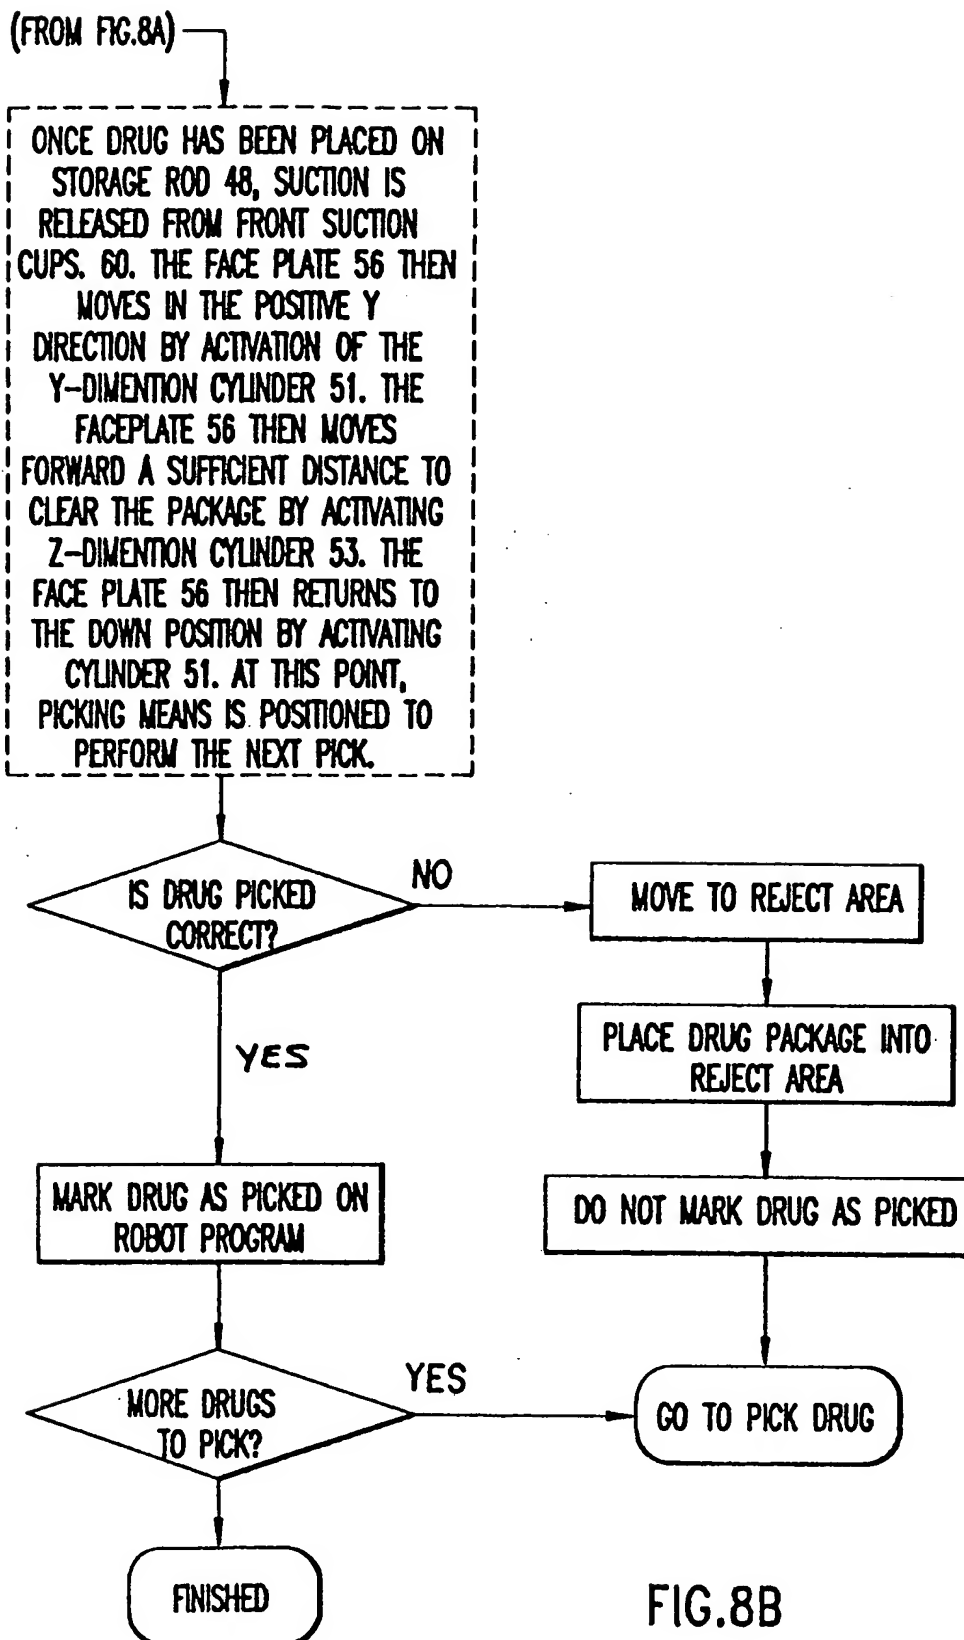 (FROM FIG.8A)
ONCE DRUG HAS BEEN PLACED ON
STORAGE ROD 48, SUCTION IS
RELEASED FROM FRONT SUCTION
CUPS. 60. THE FACE PLATE 56 THEN
MOVES IN THE POSITIVE Y
DIRECTION BY ACTIVATION OF THE
Y-DIMENTION CYLINDER 51. THE
FACEPLATE 56 THEN MOVES
FORWARD A SUFFICIENT DISTANCE TO
CLEAR THE PACKAGE BY ACTIVATING
Z-DIMENTION CYLINDER 53. THE
FACE PLATE 56 THEN RETURNS TO
THE DOWN POSITION BY ACTIVATING
CYLINDER 51. AT THIS POINT,
PICKING MEANS IS POSITIONED TO
PERFORM THE NEXT PICK.
IS DRUG PICKED
CORRECT?
NO
MOVE TO REJECT AREA
PLACE DRUG PACKAGE INTO
REJECT AREA
DO NOT MARK DRUG AS PICKED
YES
MARK DRUG AS PICKED ON
ROBOT PROGRAM
MORE DRUGS
TO PICK?
YES
GO TO PICK DRUG
FINISHED
FIG.8B